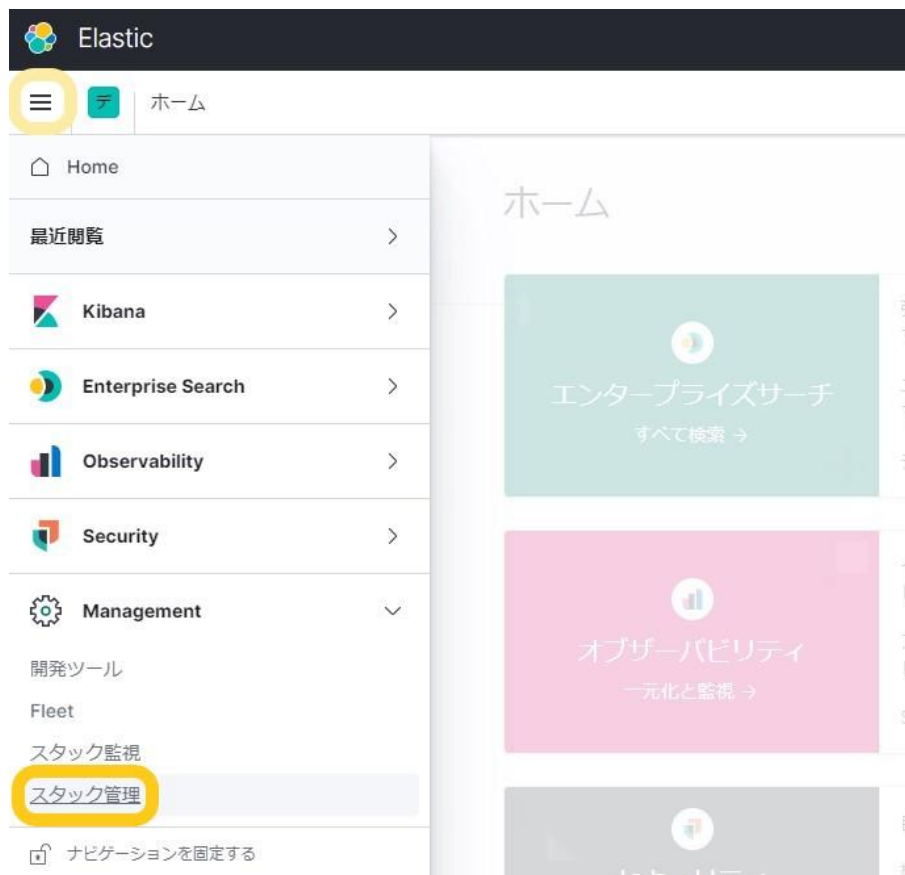 Elastic
デ ホーム
Home
最近閲覧
Kibana
Enterprise Search
Observability
Security
Management
開発ツール
Fleet
スタック監視
スタック管理
ナビゲーションを固定する
ホーム
エンタープライズサーチ
すべて検索 →
オブザーバビリティ
一元化と監視 →